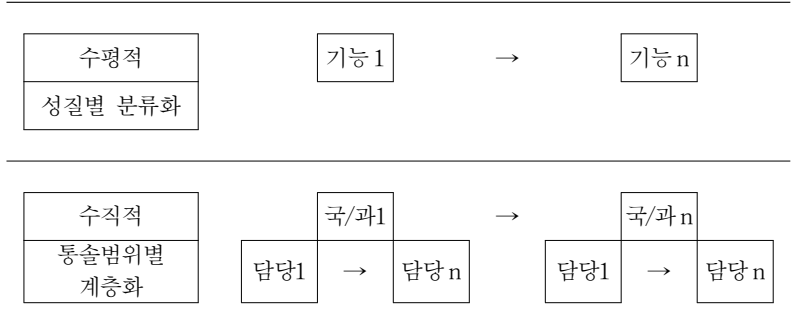 수평적 기능 1 → 기능 n
성질별 분류화
수직적 국/과1 → 국/과 n
통솔범위별
계층화
담당1 → 담당 n 담당1 → 담당 n